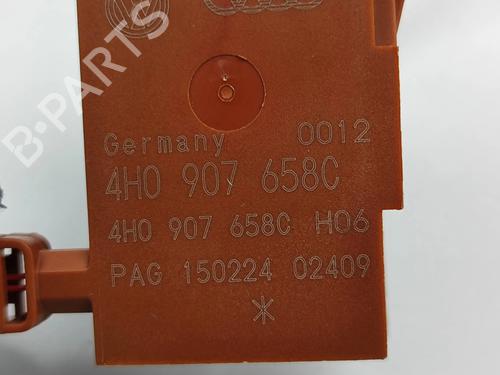 B-PARTS
Germany 0012
4H0 907 658C
4H0 907 658C H06
PAG 150224 02409
*